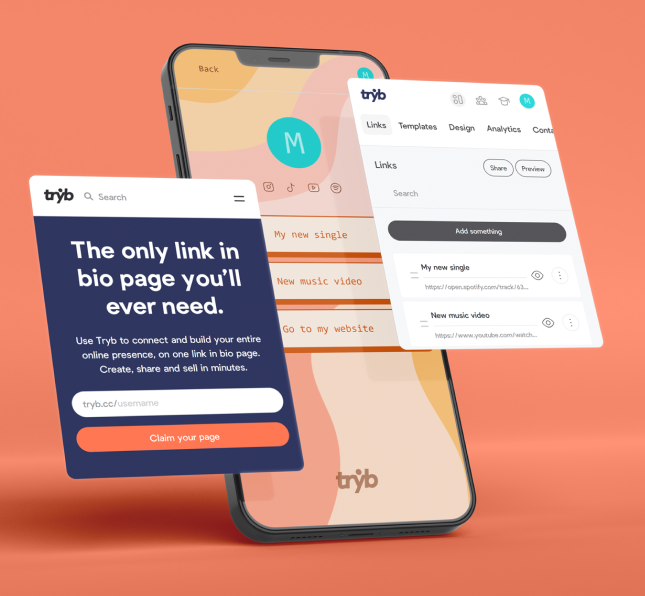 Back
M
My new single
New music video
Go to my website
tryb
tryb
Search
The only link in
bio page you'll
ever need.
Use Tryb to connect and build your entire
online presence, on one link in bio page.
Create, share and sell in minutes.
tryb.cc/username
Claim your page
tryb
M
Links Templates Design Analytics Conta
Links
Share Preview
Search
Add something
My new single
https://open.spotify.com/track/63...
New music video
https://www.youtube.com/watch...